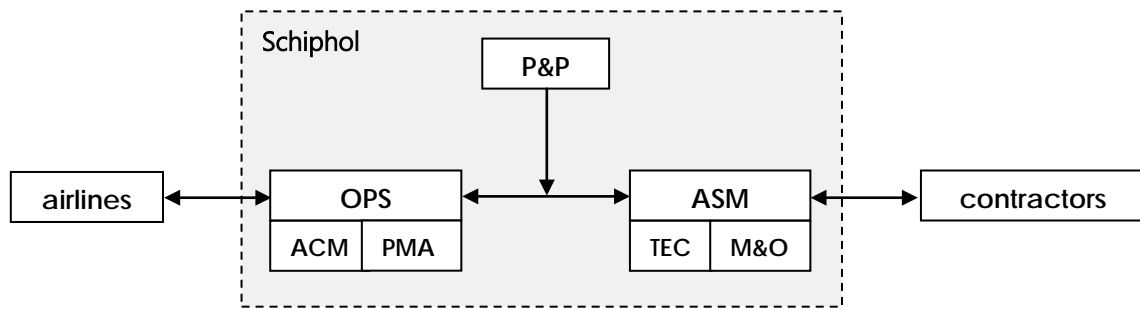 Schiphol
P&P
airlines
OPS
ASM
contractors
ACM
PMA
TEC
M&O